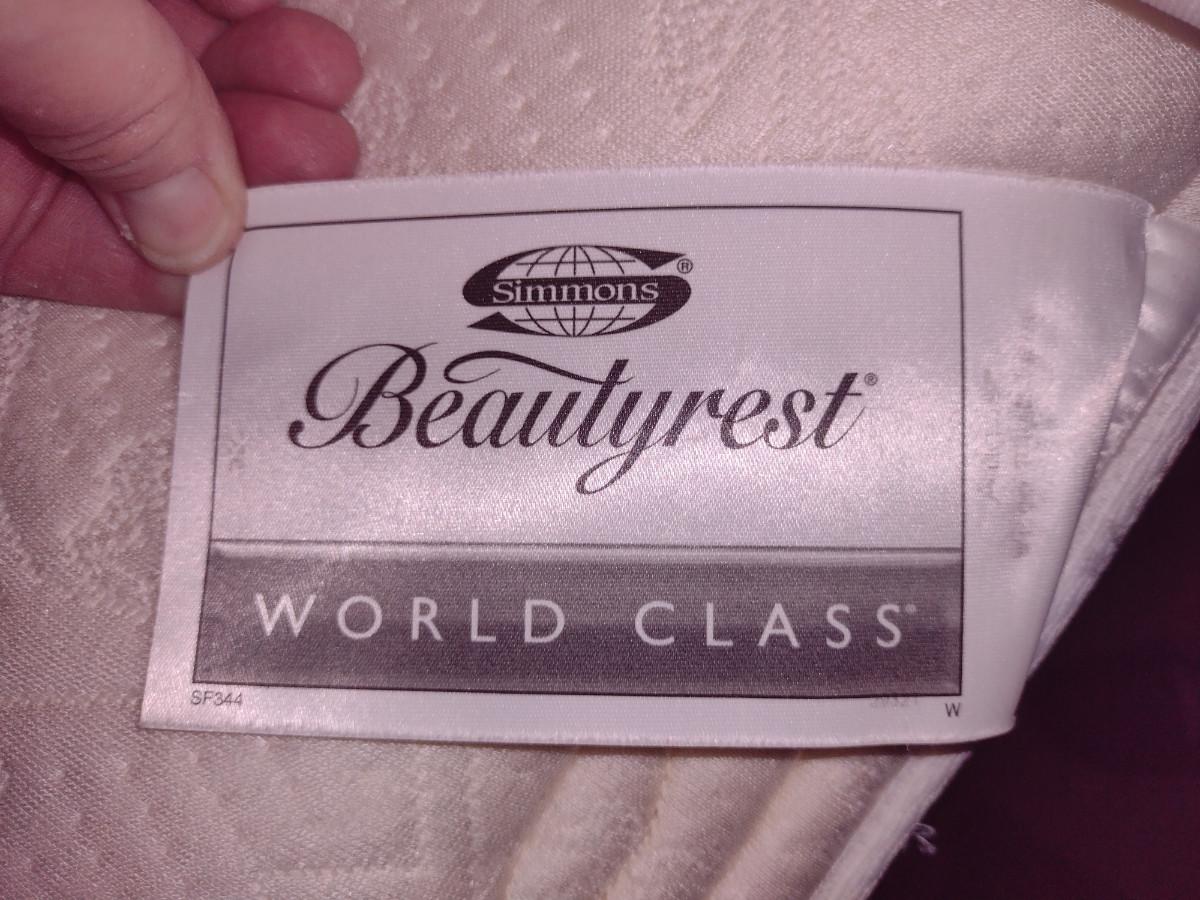 Simmons®
Beautyrest®
WORLD CLASS®
SF344
W